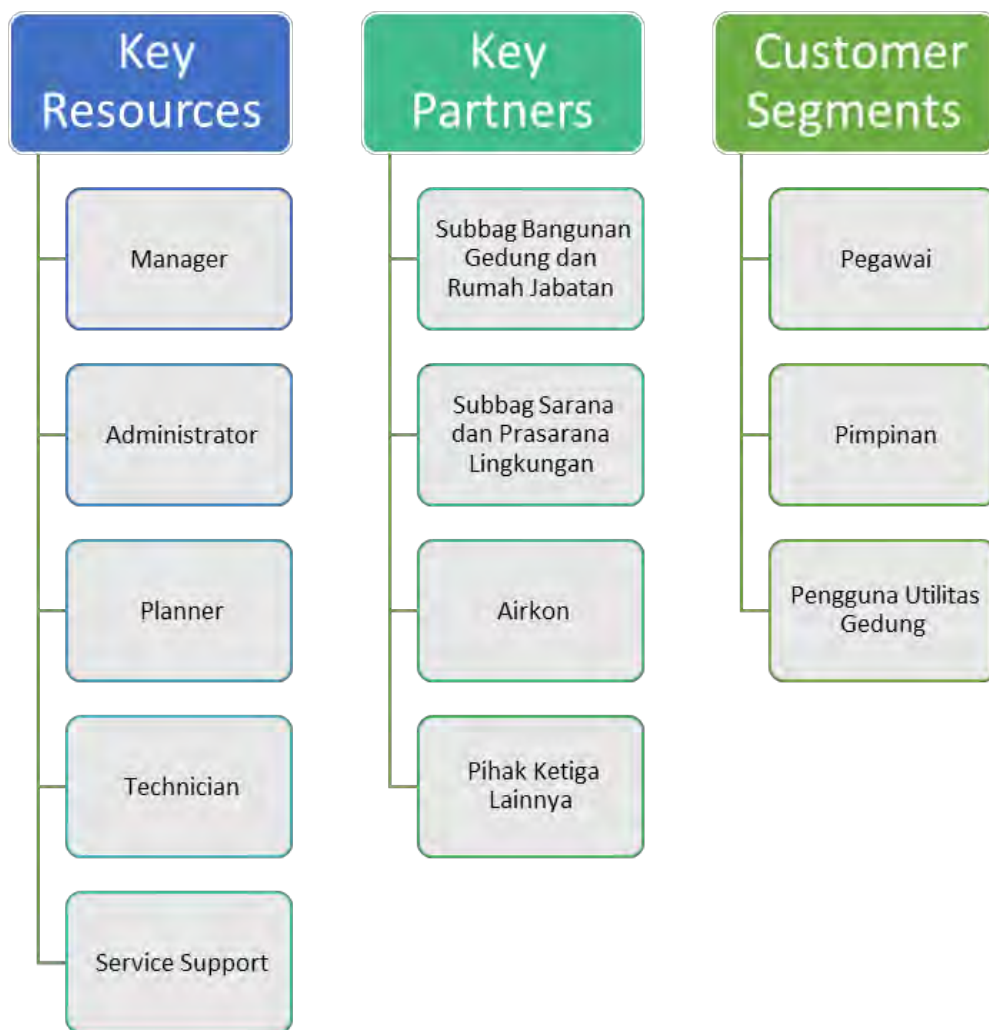 Key
Resources
Manager
Administrator
Planner
Technician
Service Support
Key
Partners
Subbag Bangunan
Gedung dan
Rumah Jabatan
Subbag Sarana
dan Prasarana
Lingkungan
Airkon
Pihak Ketiga
Lainnya
Customer
Segments
Pegawai
Pimpinan
Pengguna Utilitas
Gedung